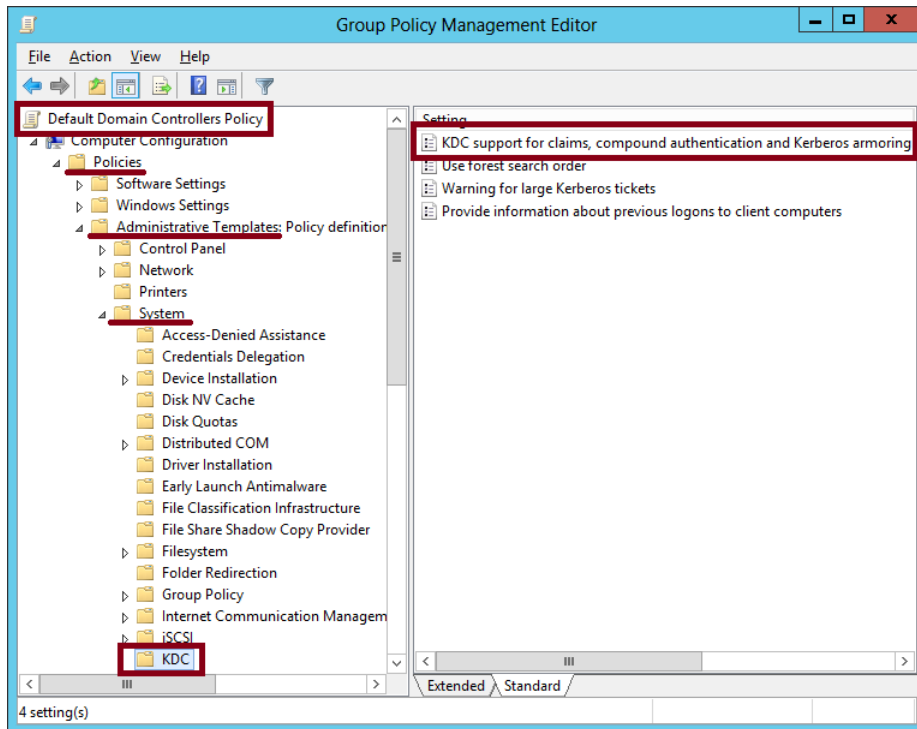 Group Policy Management Editor
File Action View Help
Default Domain Controllers Policy
Computer Configuration
Policies
Software Settings
Windows Settings
Administrative Templates: Policy definition
Control Panel
Network
Printers
System
Access-Denied Assistance
Credentials Delegation
Device Installation
Disk NV Cache
Disk Quotas
Distributed COM
Driver Installation
Early Launch Antimalware
File Classification Infrastructure
File Share Shadow Copy Provider
Filesystem
Folder Redirection
Group Policy
Internet Communication Managem
iSCSI
KDC
Setting
KDC support for claims, compound authentication and Kerberos armoring
Use forest search order
Warning for large Kerberos tickets
Provide information about previous logons to client computers
Extended Standard
4 setting(s)